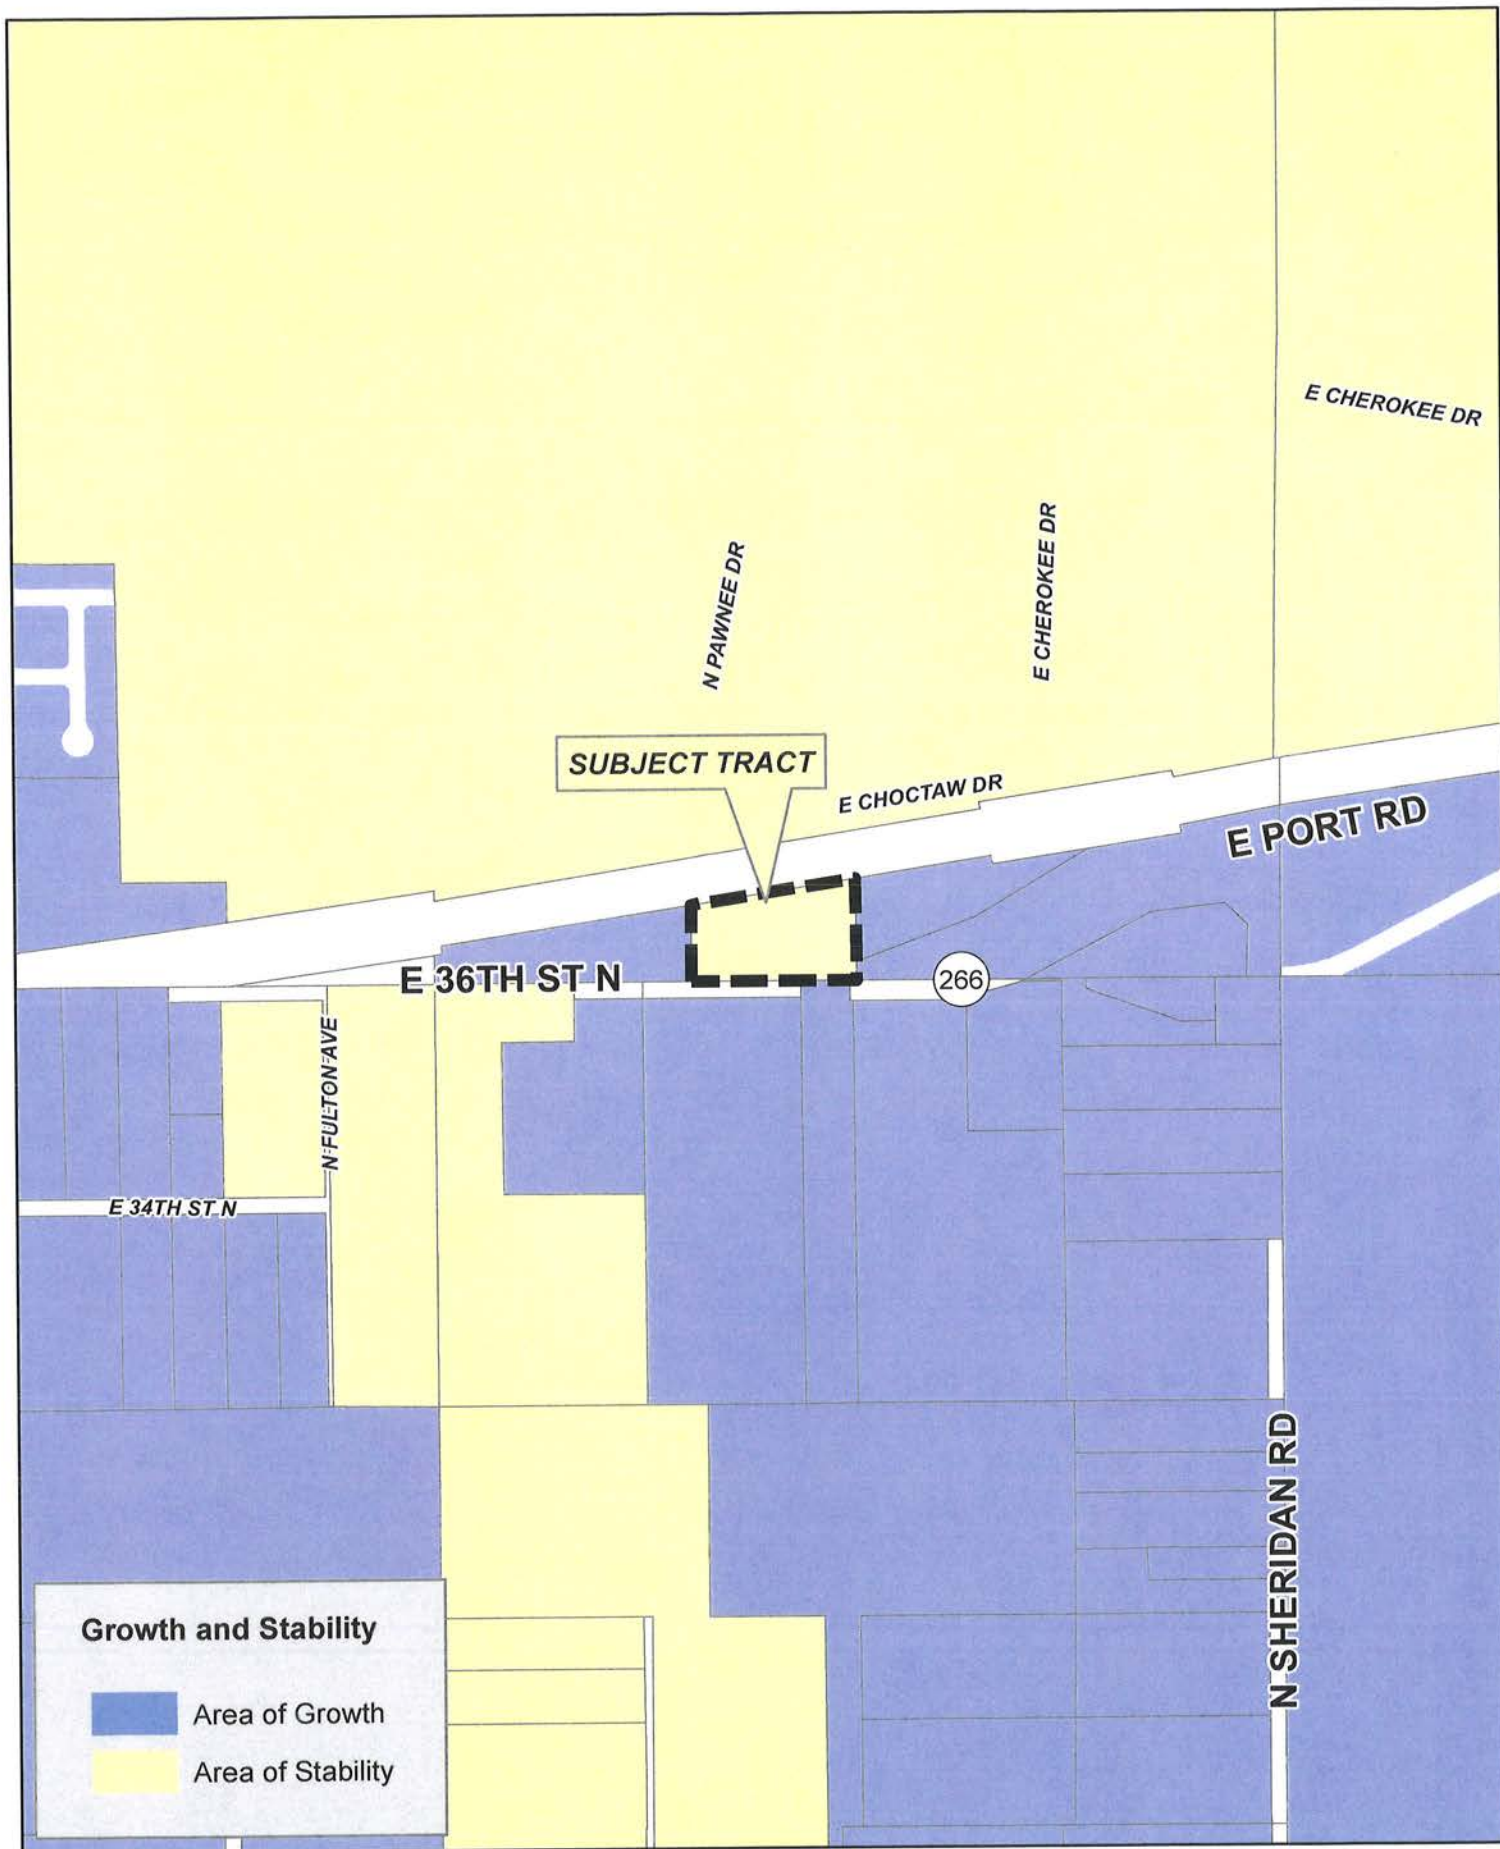 E CHEROKEE DR
E CHEROKEE DR
N PAWNEE DR
SUBJECT TRACT
E CHOCTAW DR
E PORT RD
E 36TH ST N
266
N FULTON AVE
E 34TH ST N
N SHERIDAN RD
Growth and Stability
Area of Growth
Area of Stability